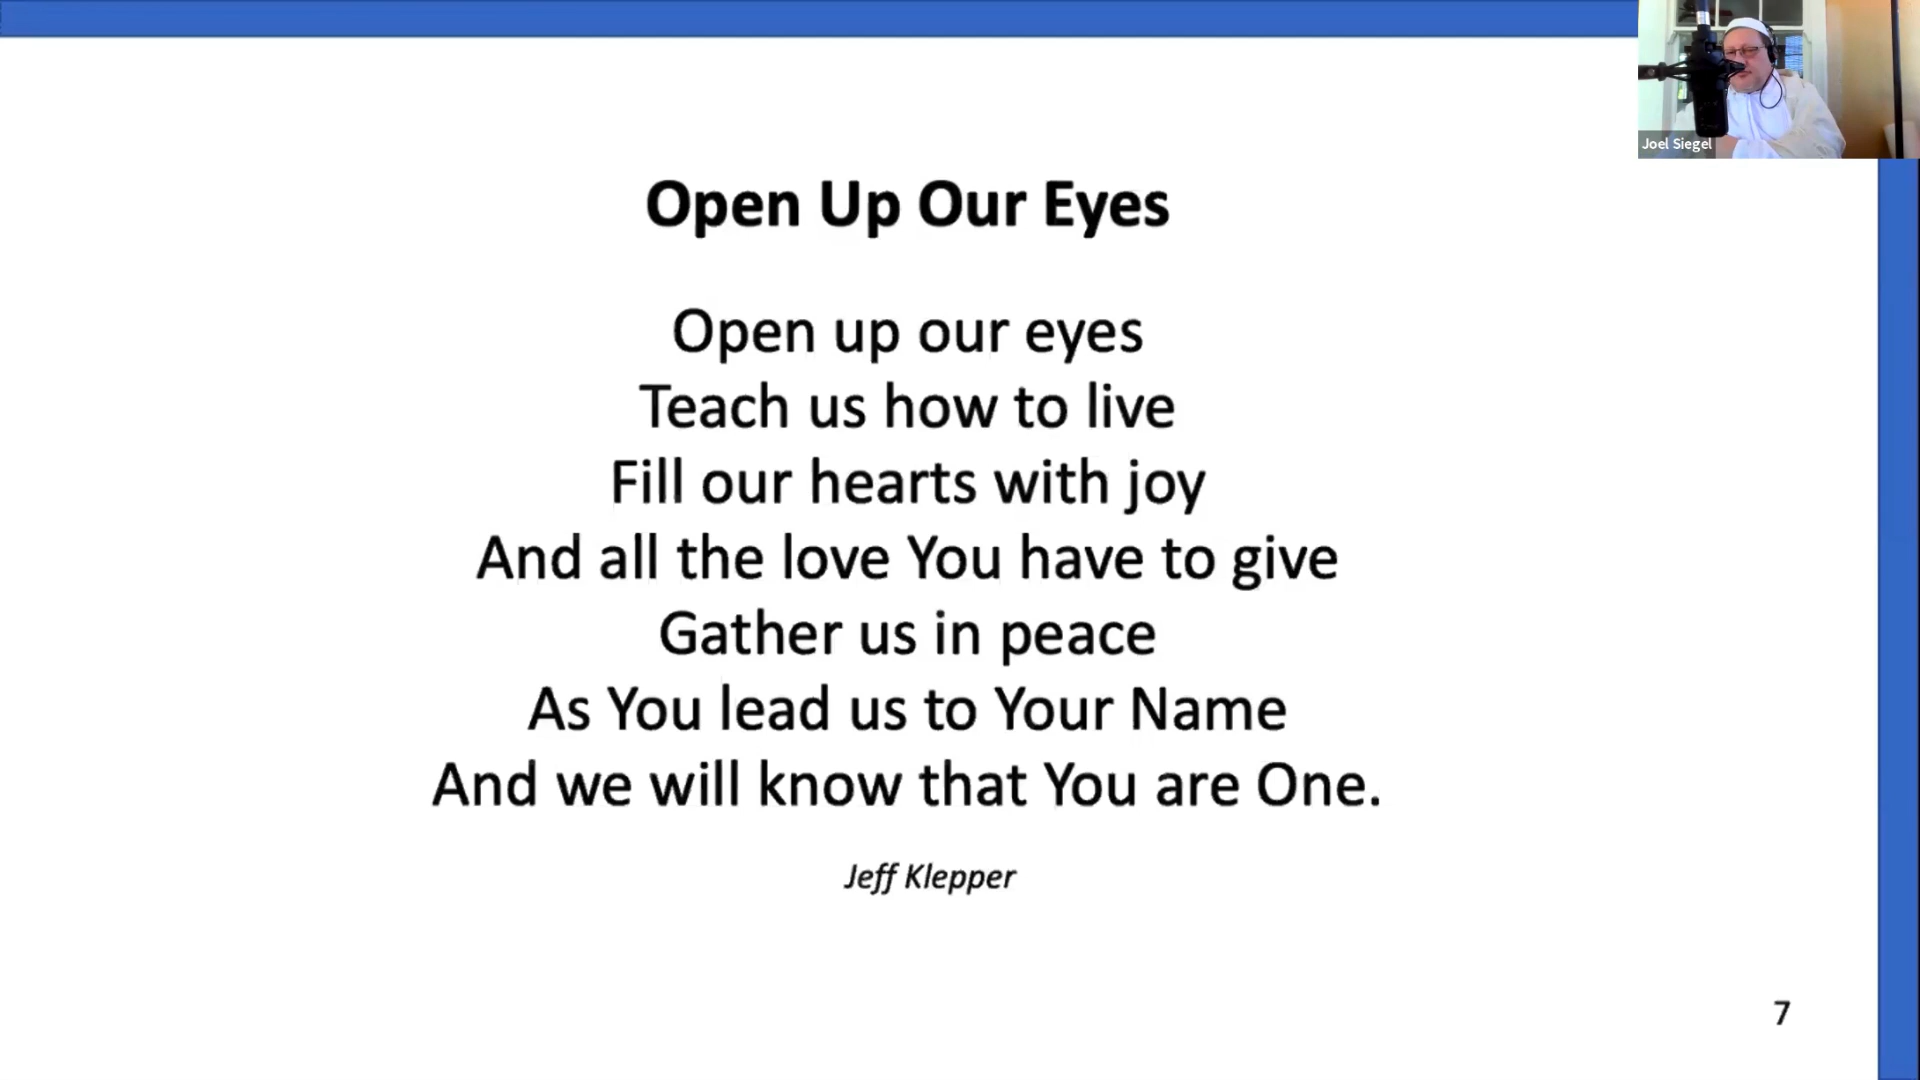 Joel Siegel
Open Up Our Eyes
Open up our eyes
Teach us how to live
Fill our hearts with joy
And all the love You have to give
Gather us in peace
As You lead us to Your Name
And we will know that You are One.
Jeff Klepper
7